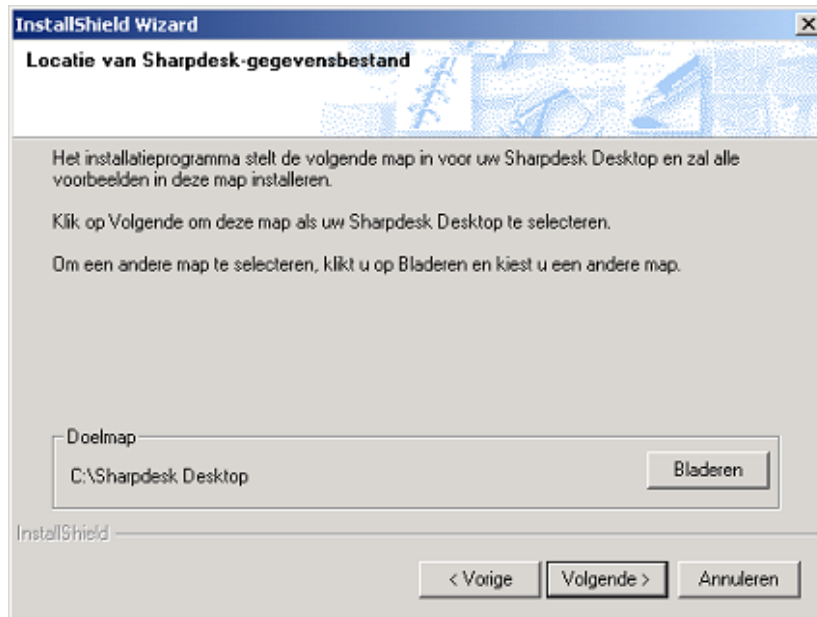 InstallShield Wizard
Locatie van Sharpdesk-gegevensbestand
Het installatieprogramma stelt de volgende map in voor uw Sharpdesk Desktop en zal alle
voorbeelden in deze map installeren.
Klik op Volgende om deze map als uw Sharpdesk Desktop te selecteren.
Om een andere map te selecteren, klikt u op Bladeren en kiest u een andere map.
Doelmap
C:\Sharpdesk Desktop
Bladeren
InstallShield
< Vorige
Volgende >
Annuleren